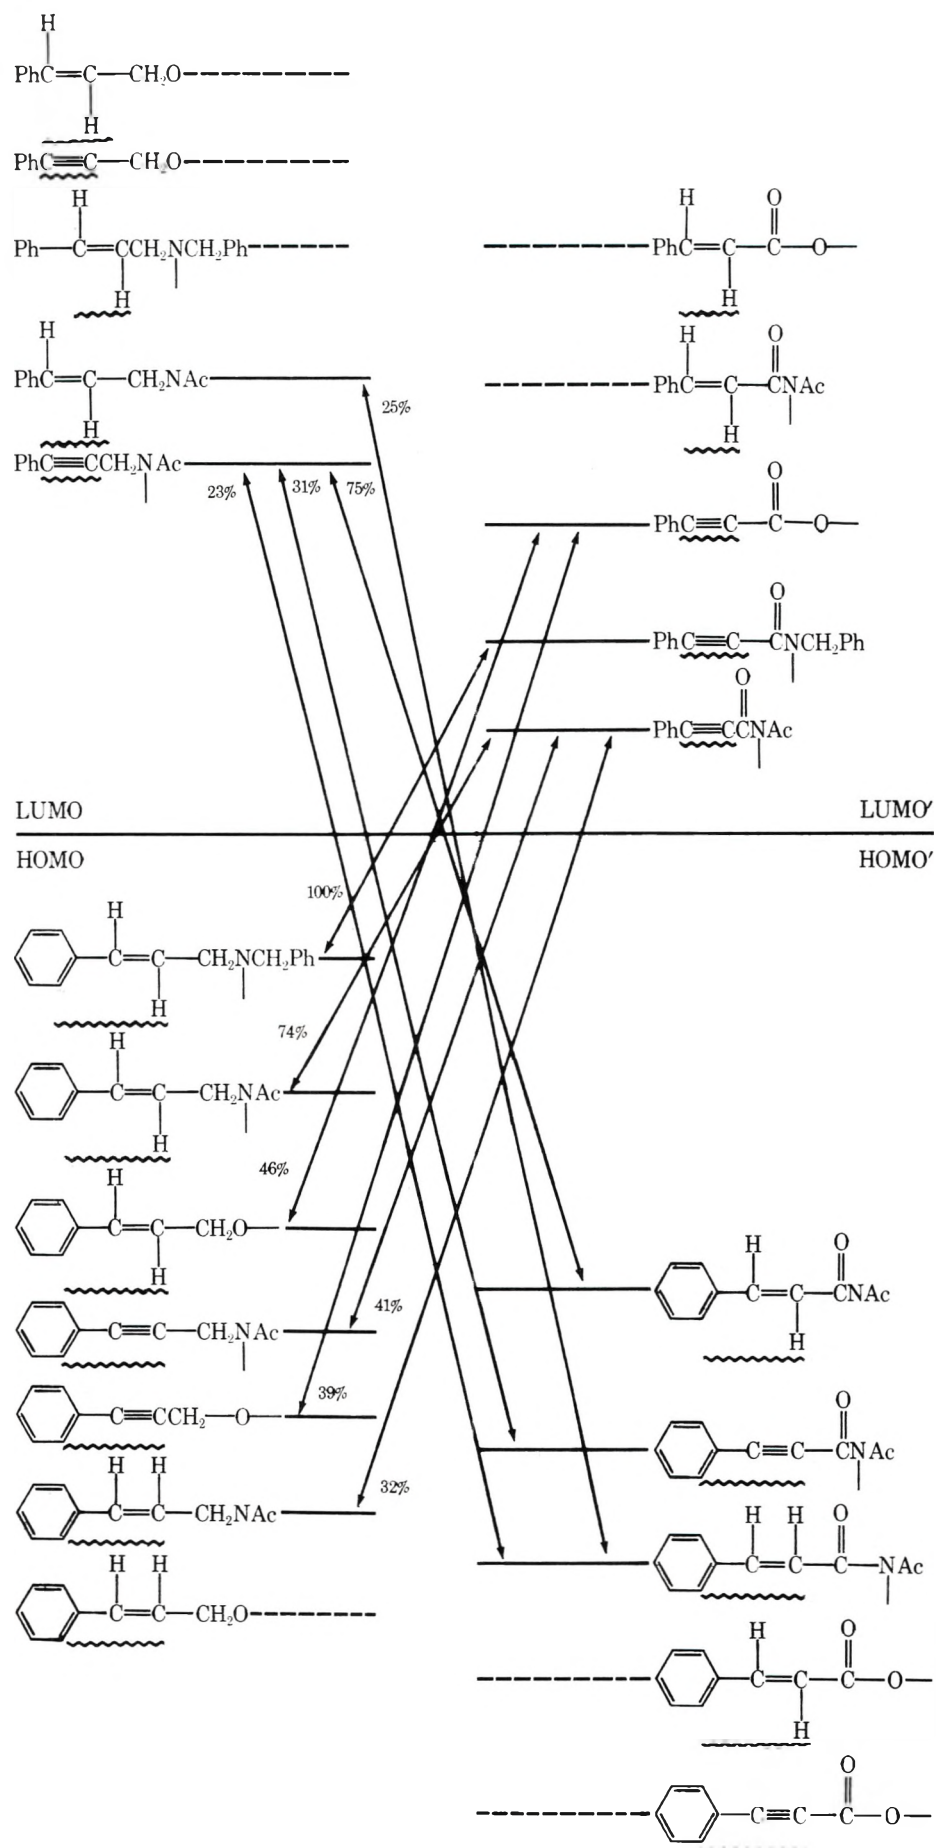 H
PhC=C—CH₂O
H
PhC≡C—CH₂O
H
Ph—C=CCH₂NCH₂Ph
H
H O
PhC=C—C—O—
H
H
PhC=C—CH₂NAc
H
H O
PhC=C—CNAc
H
25%
PhC≡CCH₂NAc
23% 31% 75%
O
PhC≡C—C—O—
O
PhC≡C—CNCH₂Ph
O
PhC≡CCNAc
LUMO LUMO′
HOMO HOMO′
100%
H
C=C—CH₂NCH₂Ph
H
74%
H
C=C—CH₂NAc
H
46%
H
C=C—CH₂O—
H
H O
C=C—CNAc
H
41%
C≡C—CH₂NAc
39%
C≡CCH₂—O—
O
C≡C—CNAc
32%
H H
C=C—CH₂NAc
H H O
C=C—C—NAc
H H
C=C—CH₂O
H O
C=C—C—O—
H
O
C≡C—C—O—